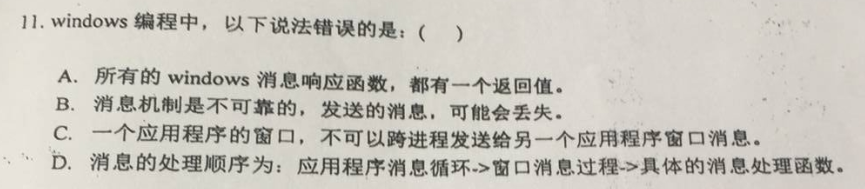 11. windows 编程中，以下说法错误的是：(    )
A. 所有的 windows 消息响应函数，都有一个返回值。
B. 消息机制是不可靠的，发送的消息，可能会丢失。
C. 一个应用程序的窗口，不可以跨进程发送给另一个应用程序窗口消息。
D. 消息的处理顺序为：应用程序消息循环->窗口消息过程->具体的消息处理函数。